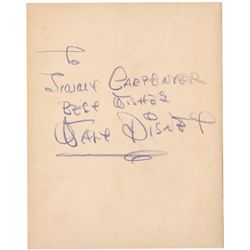 To
Jimmy Carpenter
Best Wishes
Walt Disney